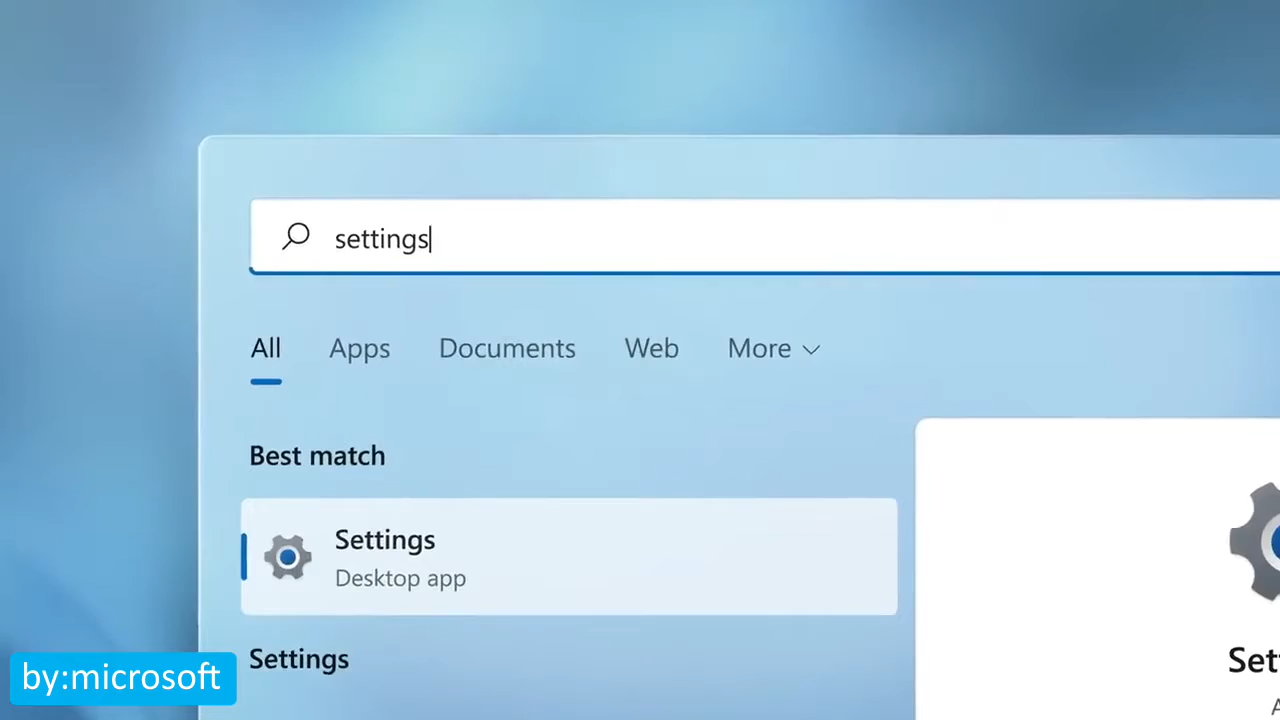 settings
All Apps Documents Web More
Best match
Settings
Desktop app
Settings
by:microsoft